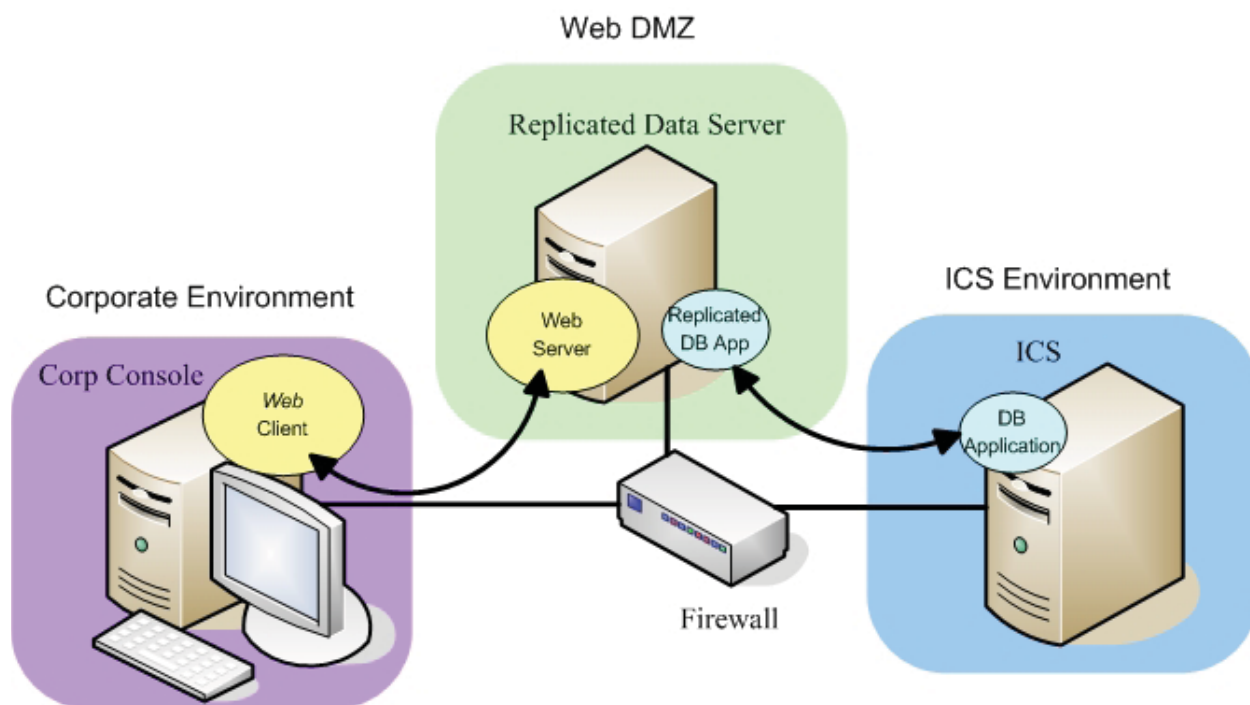 Web DMZ
Replicated Data Server
Web
Server
Replicated
DB App
Corporate Environment
Corp Console
Web
Client
ICS Environment
ICS
DB
Application
Firewall